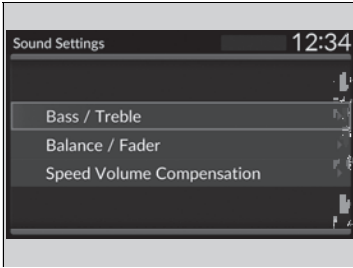 Sound Settings
12:34
Bass / Treble
Balance / Fader
Speed Volume Compensation